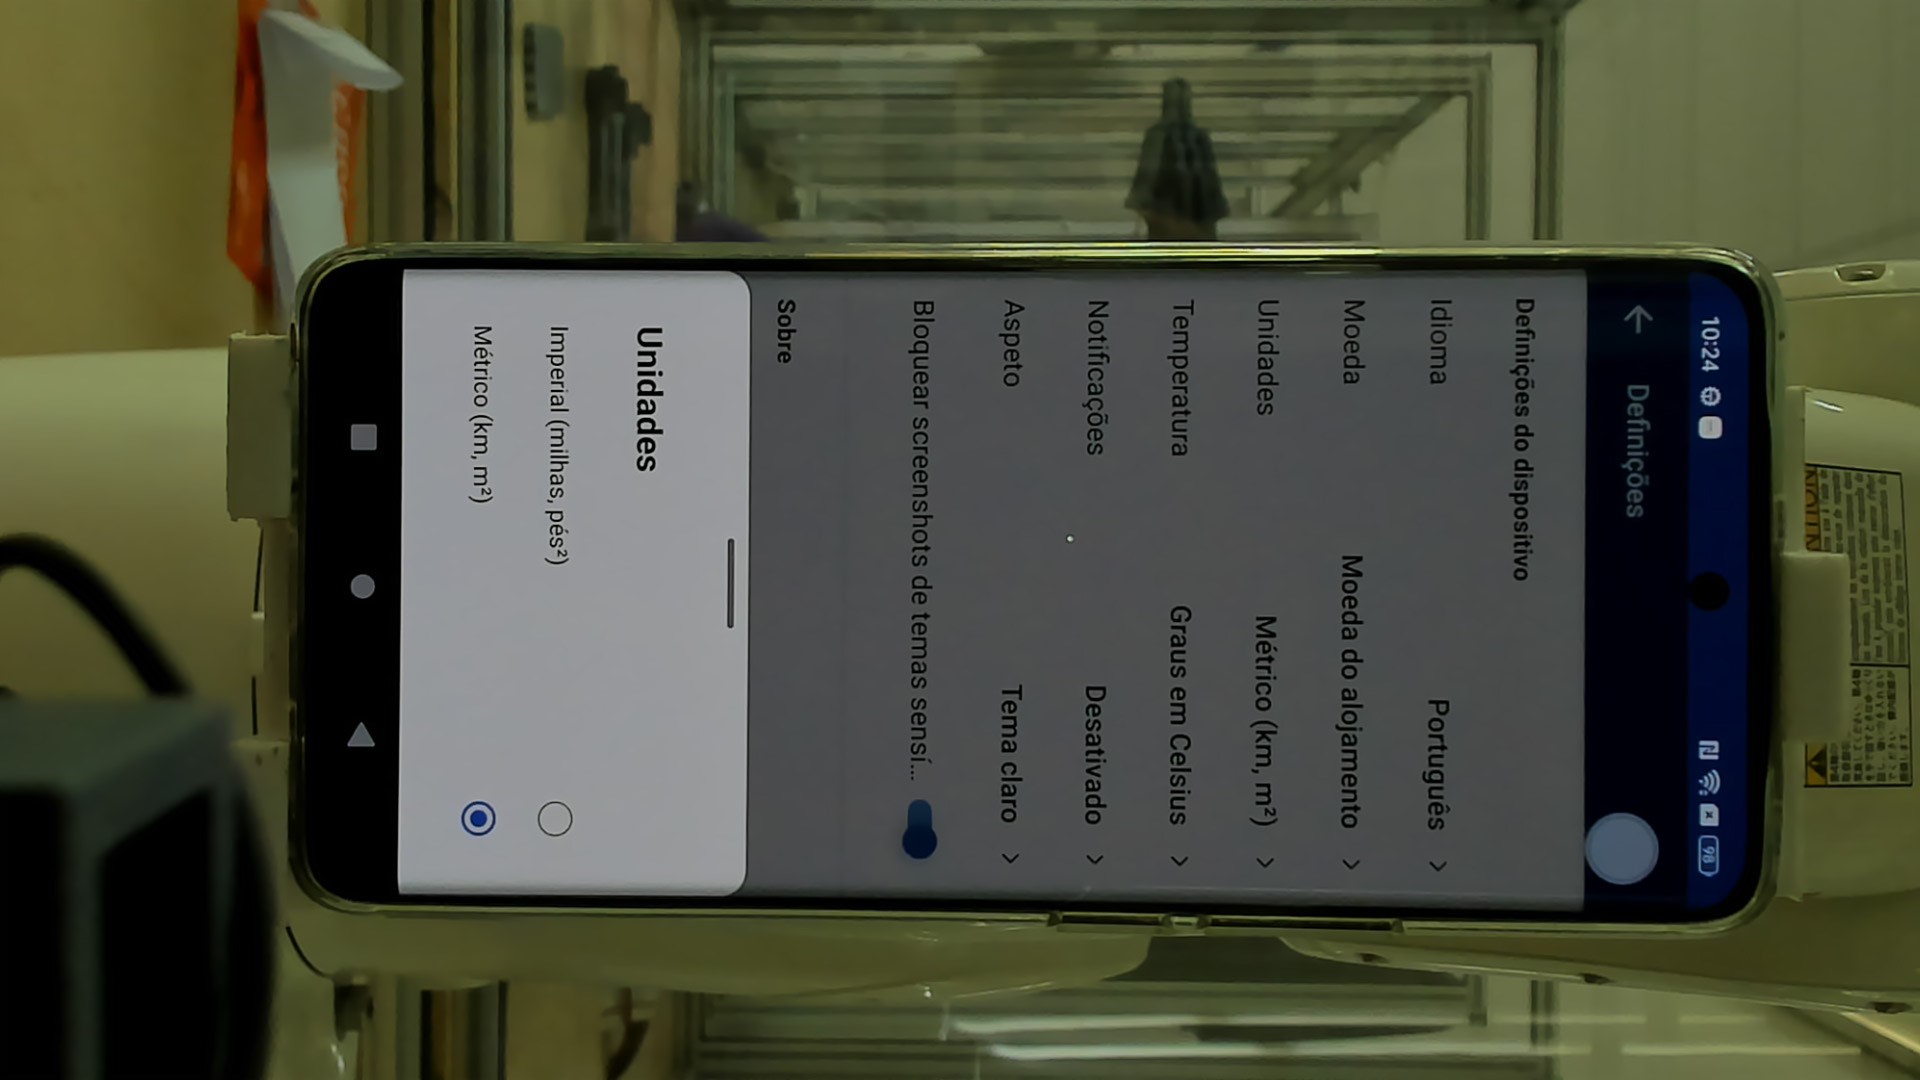 10:24
98
Definições
Definições do dispositivo
Idioma Português
Moeda Moeda do alojamento
Unidades Métrico (km, m²)
Temperatura Graus em Celsius
Notificações Desativado
Aspeto Tema claro
Bloquear screenshots de temas sensí...
Sobre
Unidades
Imperial (milhas, pés²)
Métrico (km, m²)